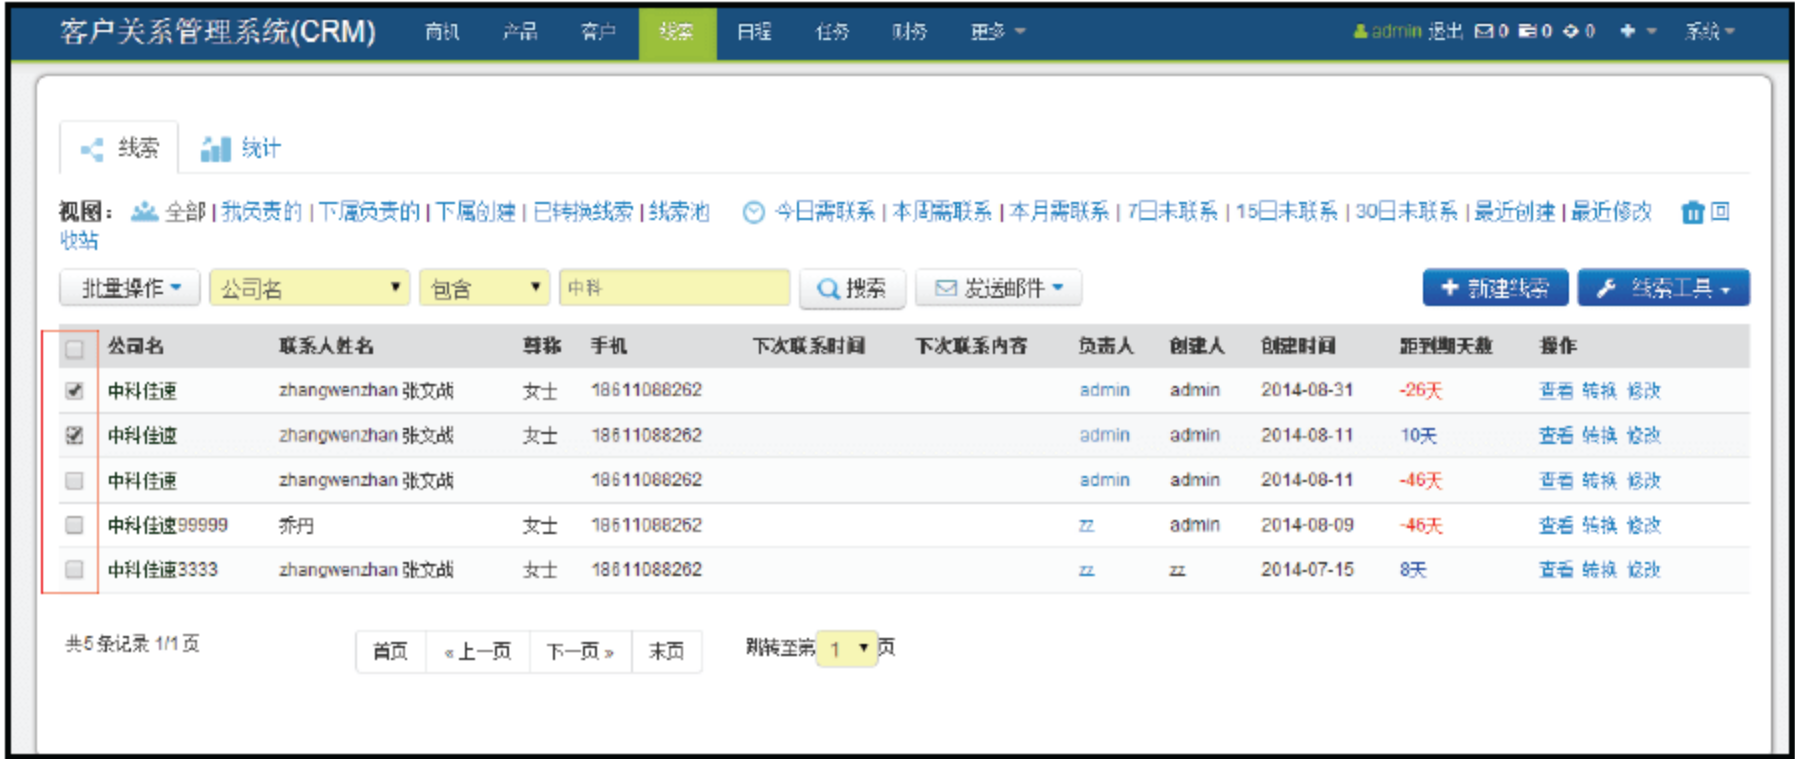 客户关系管理系统(CRM) 商机 产品 客户 线索 日程 任务 财务 更多 admin 退出 0 0 0 系统
线索 统计
视图： 全部 | 我负责的 | 下属负责的 | 下属创建 | 已转换线索 | 线索池 今日需联系 | 本周需联系 | 本月需联系 | 7日未联系 | 15日未联系 | 30日未联系 | 最近创建 | 最近修改 回
收站
批量操作 公司名 包含 中科 搜索 发送邮件 新建线索 线索工具
公司名 联系人姓名 尊称 手机 下次联系时间 下次联系内容 负责人 创建人 创建时间 距到期天数 操作
中科佳速 zhangwenzhan 张文战 女士 18611088262 admin admin 2014-08-31 -26天 查看 转换 修改
中科佳速 zhangwenzhan 张文战 女士 18611088262 admin admin 2014-08-11 10天 查看 转换 修改
中科佳速 zhangwenzhan 张文战 18611088262 admin admin 2014-08-11 -46天 查看 转换 修改
中科佳速99999 乔丹 女士 18611088262 zz admin 2014-08-09 -46天 查看 转换 修改
中科佳速3333 zhangwenzhan 张文战 女士 18611088262 zz zz 2014-07-15 8天 查看 转换 修改
共5 条记录 1/1 页 首页 « 上一页 下一页 » 末页 跳转至第 1 页